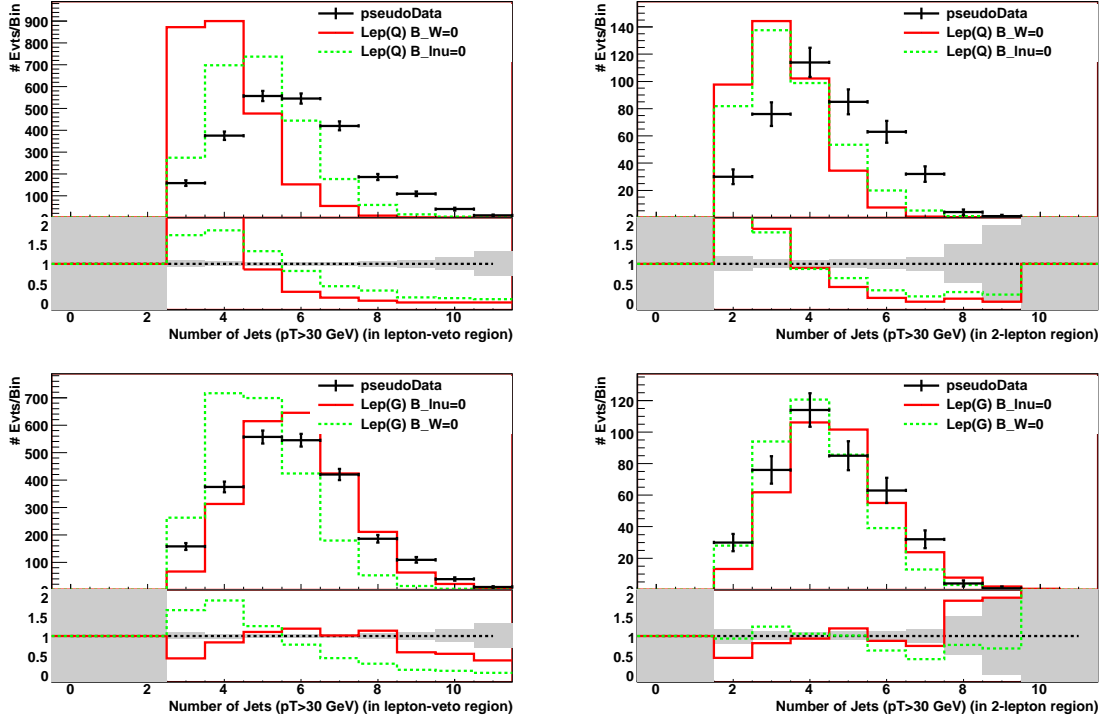 # Evts/Bin
900
800
700
600
500
400
300
200
100
0
pseudoData
Lep(Q) B_W=0
Lep(Q) B_lnu=0
2
1.5
1
0.5
0
0 2 4 6 8 10
Number of Jets (pT>30 GeV) (in lepton-veto region)
# Evts/Bin
140
120
100
80
60
40
20
0
pseudoData
Lep(Q) B_W=0
Lep(Q) B_lnu=0
2
1.5
1
0.5
0
0 2 4 6 8 10
Number of Jets (pT>30 GeV) (in 2-lepton region)
# Evts/Bin
700
600
500
400
300
200
100
pseudoData
Lep(G) B_lnu=0
Lep(G) B_W=0
2
1.5
1
0.5
0
0 2 4 6 8 10
Number of Jets (pT>30 GeV) (in lepton-veto region)
# Evts/Bin
120
100
80
60
40
20
pseudoData
Lep(G) B_lnu=0
Lep(G) B_W=0
2
1.5
1
0.5
0
0 2 4 6 8 10
Number of Jets (pT>30 GeV) (in 2-lepton region)